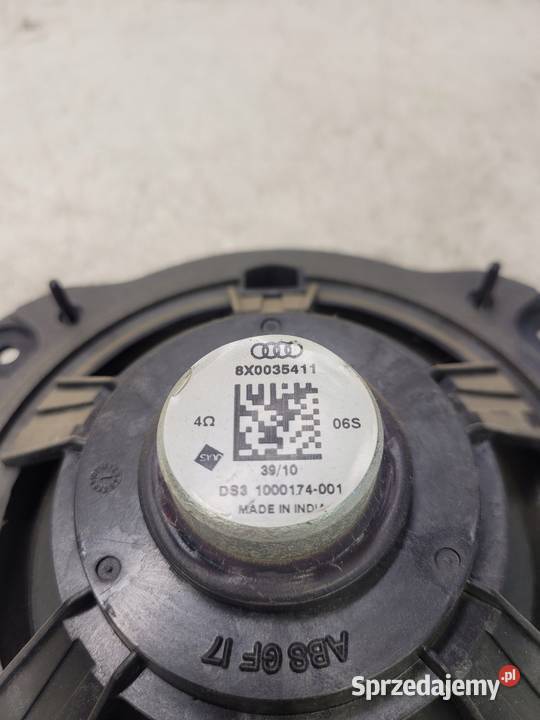 8X0035411
4Ω
06S
39/10
DS3 1000174-001
MADE IN INDIA
ABS GF 17
Sprzedajemy.pl